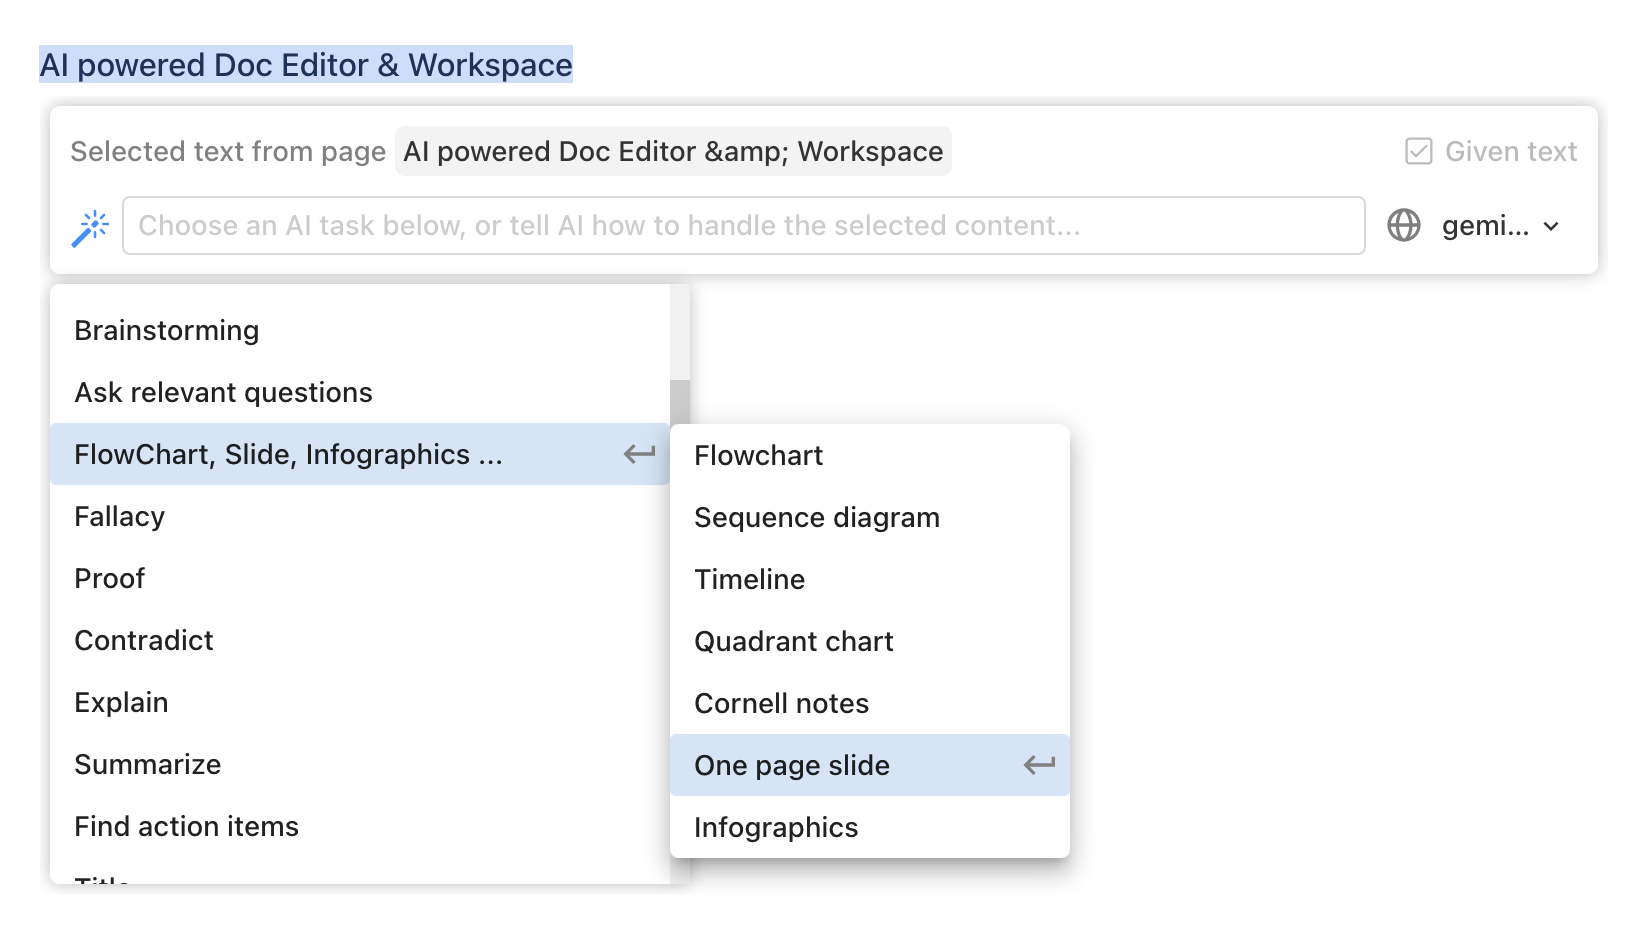 AI powered Doc Editor & Workspace
Selected text from page AI powered Doc Editor &amp; Workspace Given text
Choose an AI task below, or tell AI how to handle the selected content... gemi...
Brainstorming
Ask relevant questions
FlowChart, Slide, Infographics ...
Fallacy
Proof
Contradict
Explain
Summarize
Find action items
Title
Flowchart
Sequence diagram
Timeline
Quadrant chart
Cornell notes
One page slide
Infographics